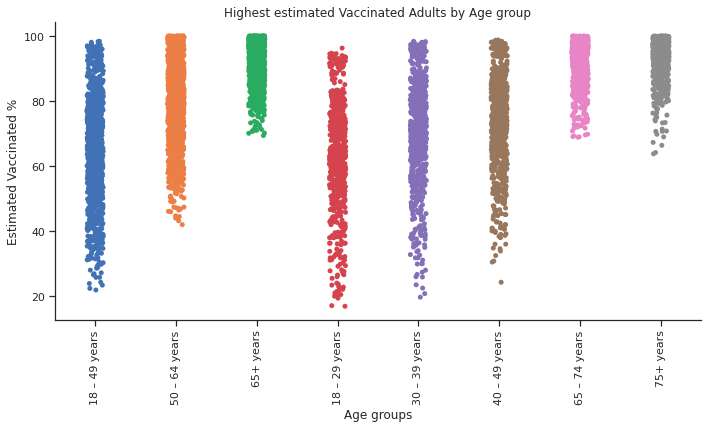 Highest estimated Vaccinated Adults by Age group
Estimated Vaccinated %
100
80
60
40
20
18 – 49 years
50 – 64 years
65+ years
18 – 29 years
30 – 39 years
40 – 49 years
65 – 74 years
75+ years
Age groups